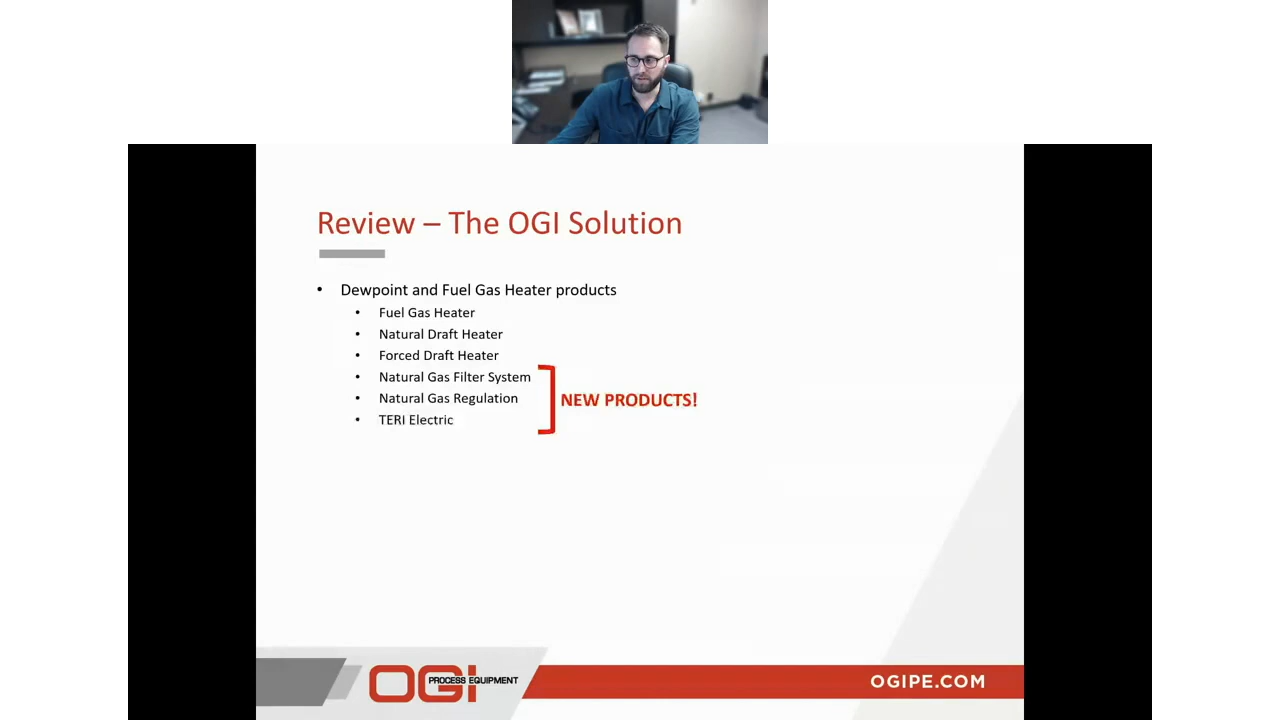 Review – The OGI Solution
• Dewpoint and Fuel Gas Heater products
• Fuel Gas Heater
• Natural Draft Heater
• Forced Draft Heater
• Natural Gas Filter System
• Natural Gas Regulation
• TERI Electric
NEW PRODUCTS!
OGI PROCESS EQUIPMENT
OGIPE.COM